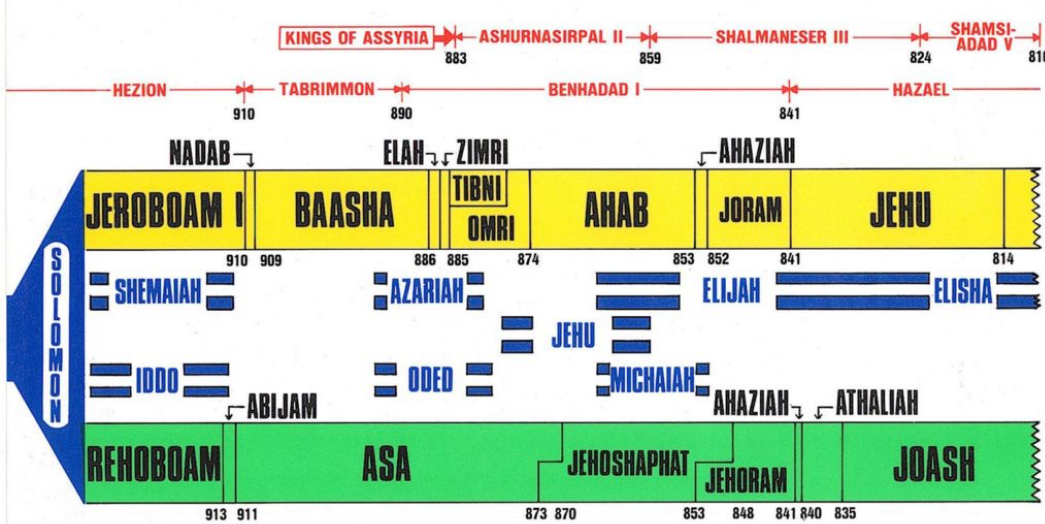 KINGS OF ASSYRIA ASHURNASIRPAL II SHALMANESER III SHAMSI-
ADAD V
883 859 824 810
HEZION TABRIMMON BENHADAD I HAZAEL
910 890 841
NADAB ELAH ZIMRI AHAZIAH
JEROBOAM I BAASHA TIBNI AHAB JORAM JEHU
OMRI
910 909 886 885 874 853 852 841 814
SOLOMON
SHEMAIAH AZARIAH ELIJAH ELISHA
JEHU
IDDO ODED MICHAIAH
ABIJAM AHAZIAH ATHALIAH
REHOBOAM ASA JEHOSHAPHAT JEHORAM JOASH
913 911 873 870 853 848 841 840 835